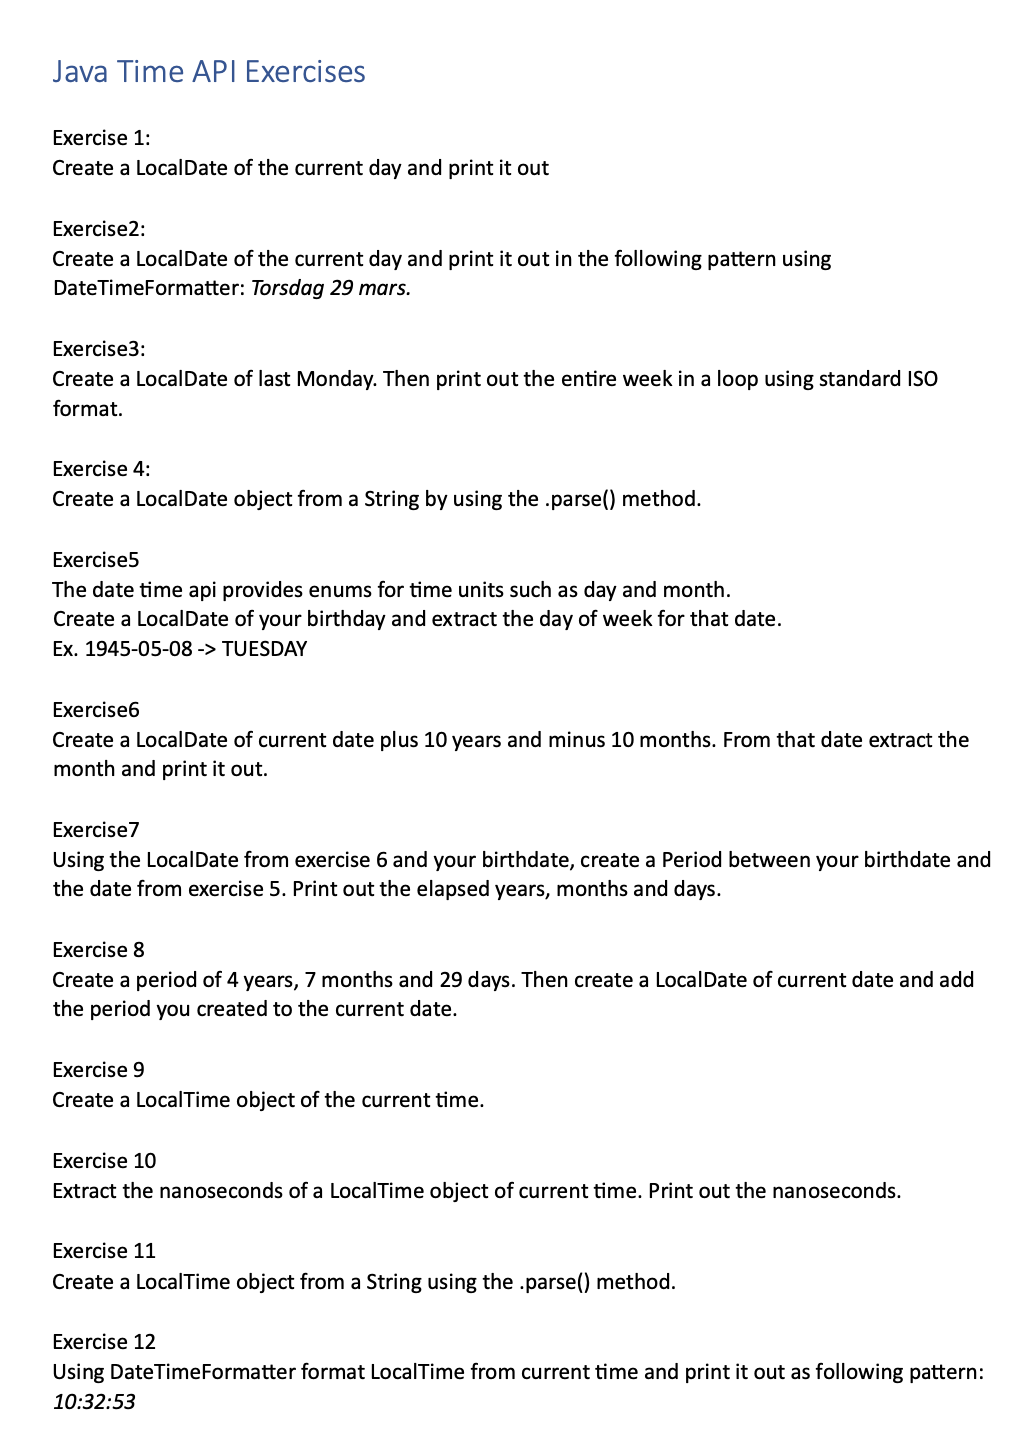 Java Time API Exercises
Exercise 1:
Create a LocalDate of the current day and print it out
Exercise2:
Create a LocalDate of the current day and print it out in the following pattern using
DateTimeFormatter: Torsdag 29 mars.
Exercise3:
Create a LocalDate of last Monday. Then print out the entire week in a loop using standard ISO
format.
Exercise 4:
Create a LocalDate object from a String by using the .parse() method.
Exercise5
The date time api provides enums for time units such as day and month.
Create a LocalDate of your birthday and extract the day of week for that date.
Ex. 1945-05-08 -> TUESDAY
Exercise6
Create a LocalDate of current date plus 10 years and minus 10 months. From that date extract the
month and print it out.
Exercise7
Using the LocalDate from exercise 6 and your birthdate, create a Period between your birthdate and
the date from exercise 5. Print out the elapsed years, months and days.
Exercise 8
Create a period of 4 years, 7 months and 29 days. Then create a LocalDate of current date and add
the period you created to the current date.
Exercise 9
Create a LocalTime object of the current time.
Exercise 10
Extract the nanoseconds of a LocalTime object of current time. Print out the nanoseconds.
Exercise 11
Create a LocalTime object from a String using the .parse() method.
Exercise 12
Using DateTimeFormatter format LocalTime from current time and print it out as following pattern:
10:32:53